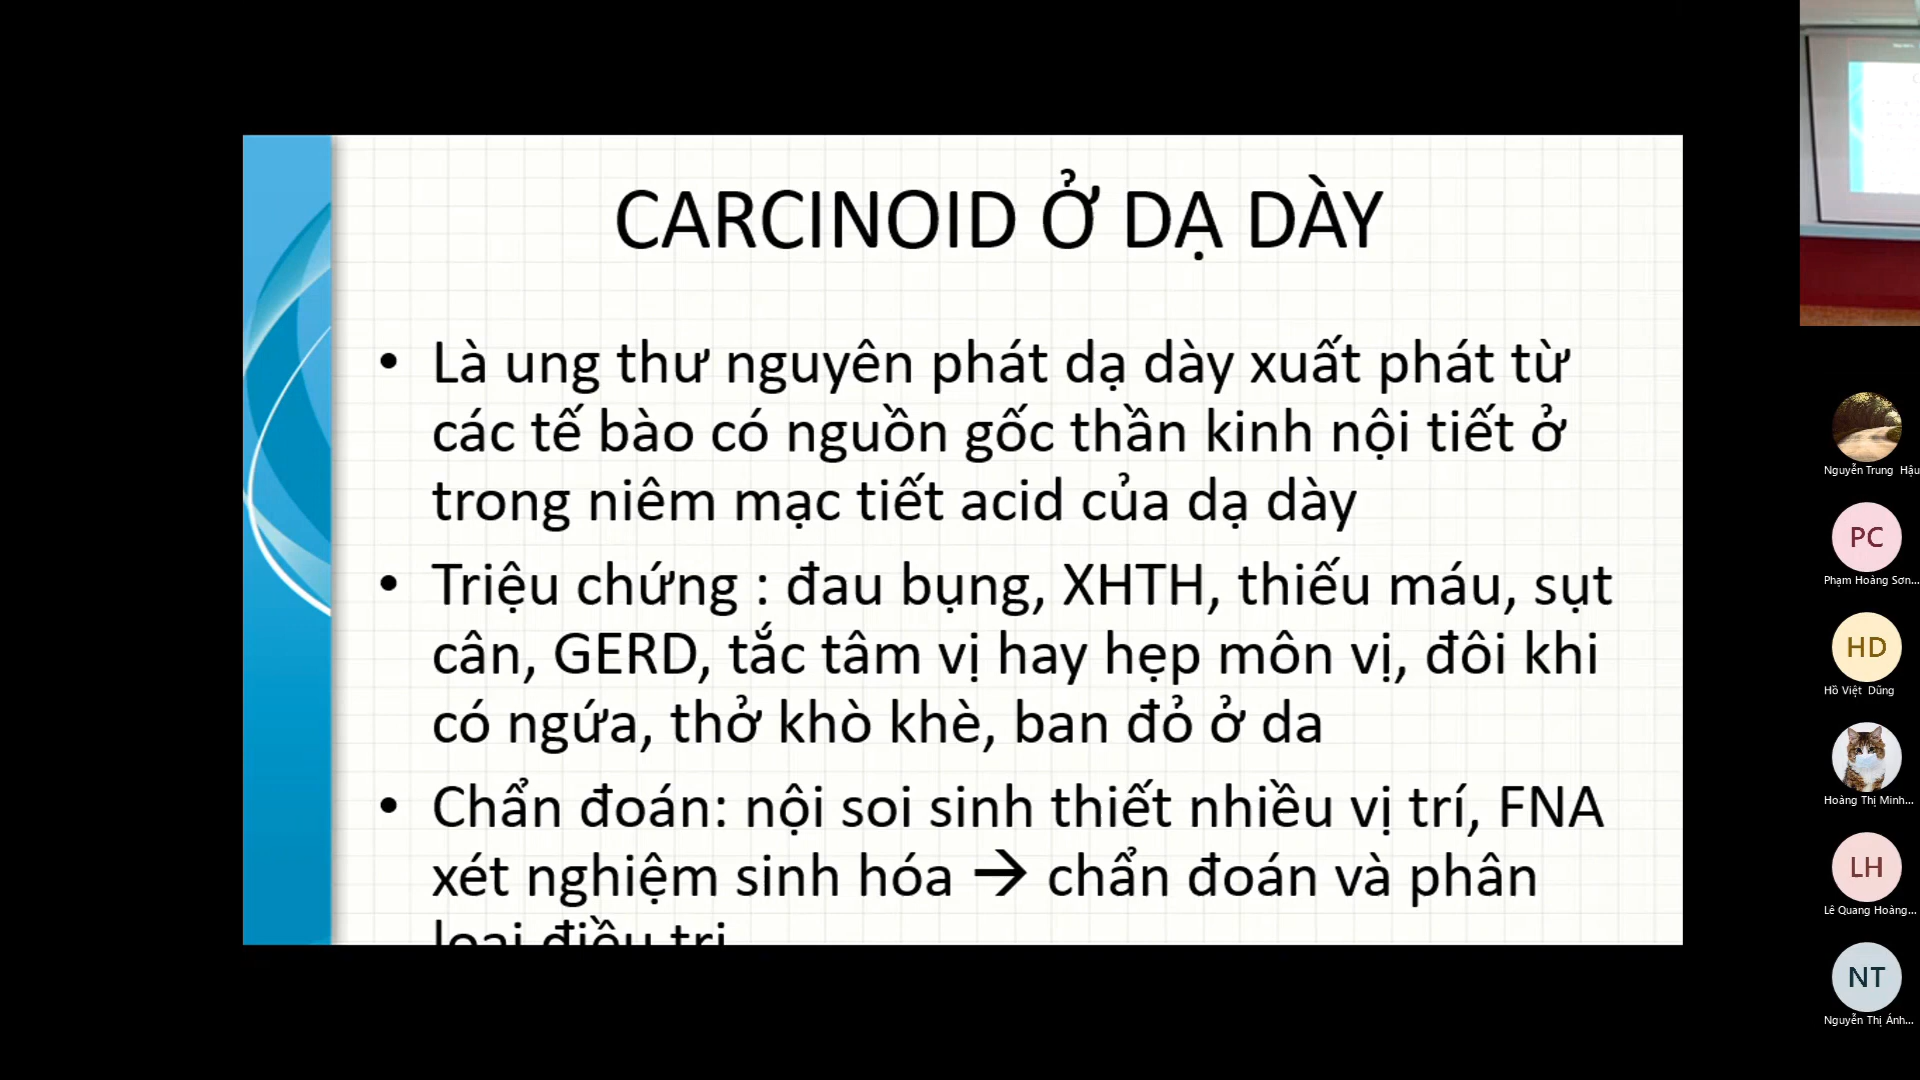 CARCINOID Ở DẠ DÀY
• Là ung thư nguyên phát dạ dày xuất phát từ
các tế bào có nguồn gốc thần kinh nội tiết ở
trong niêm mạc tiết acid của dạ dày
• Triệu chứng : đau bụng, XHTH, thiếu máu, sụt
cân, GERD, tắc tâm vị hay hẹp môn vị, đôi khi
có ngứa, thở khò khè, ban đỏ ở da
• Chẩn đoán: nội soi sinh thiết nhiều vị trí, FNA
xét nghiệm sinh hóa → chẩn đoán và phân
loại điều trị
Nguyễn Trung Hậu
PC
Phạm Hoàng Sơn...
HD
Hồ Việt Dũng
Hoàng Thị Minh...
LH
Lê Quang Hoàng...
NT
Nguyễn Thị Ánh...